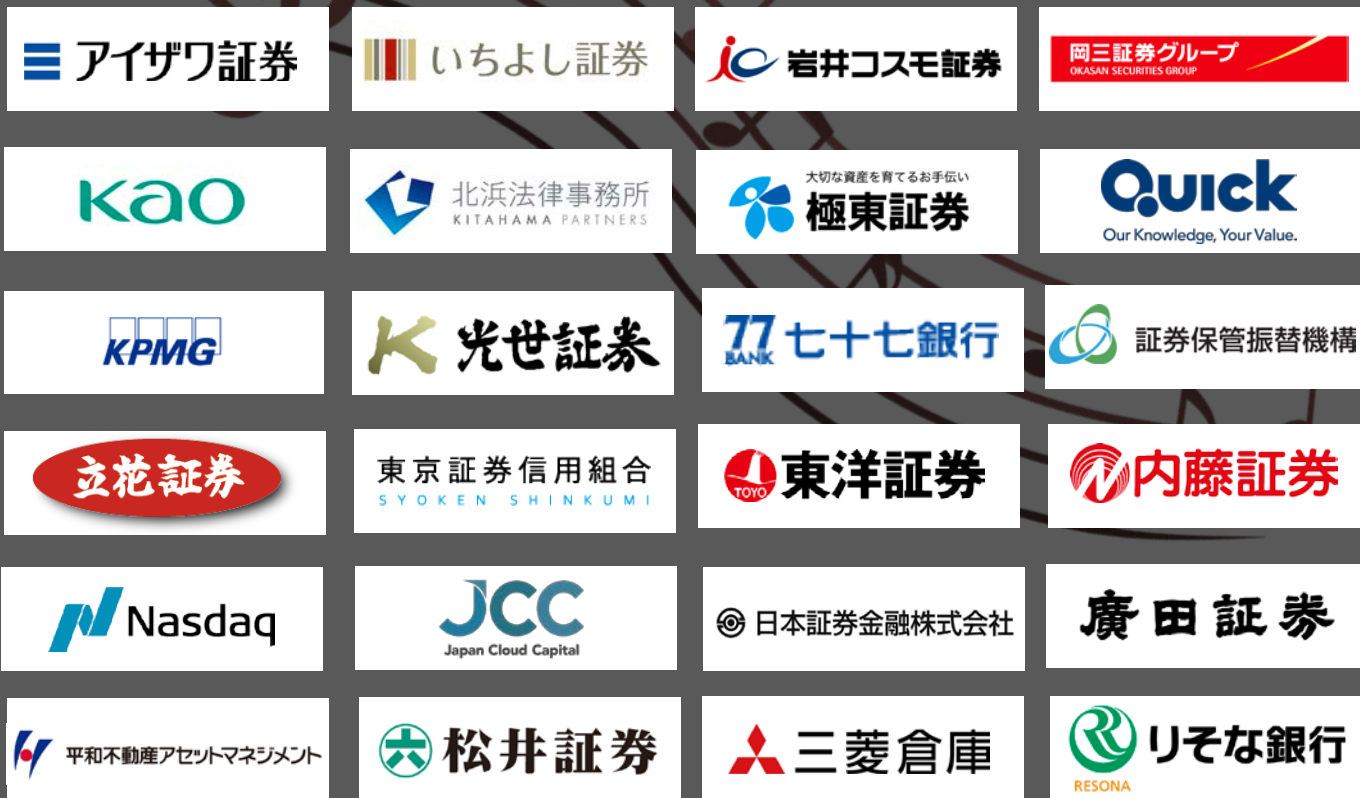 アイザワ証券
いちよし証券
岩井コスモ証券
岡三証券グループ
OKASAN SECURITIES GROUP
Kao
北浜法律事務所
KITAHAMA PARTNERS
大切な資産を育てるお手伝い
極東証券
QUICK
Our Knowledge, Your Value.
KPMG
光世証券
77
BANK
七十七銀行
証券保管振替機構
立花証券
東京証券信用組合
SYOKEN SHINKUMI
TOYO
東洋証券
内藤証券
Nasdaq
JCC
Japan Cloud Capital
日本証券金融株式会社
廣田証券
平和不動産アセットマネジメント
松井証券
三菱倉庫
RESONA
りそな銀行